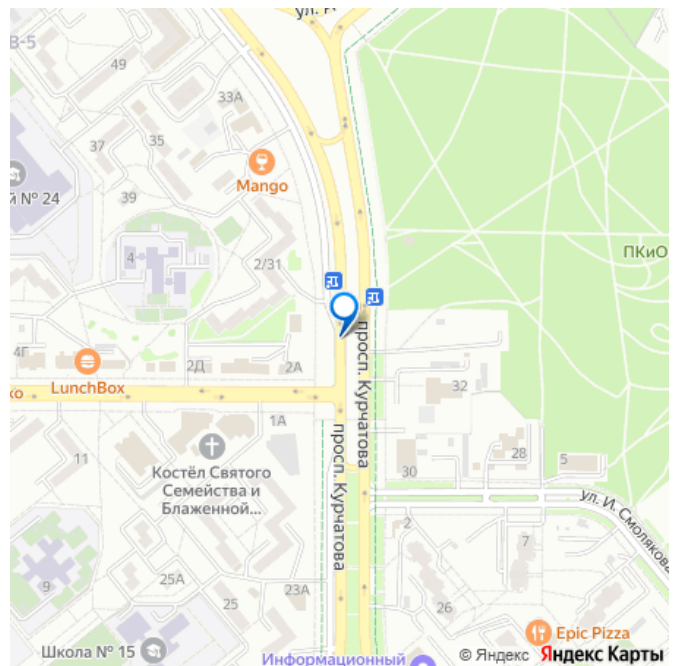 ул.
В-5
49
33А
35
37
Mango
й № 24
39
ПКиО
4
2/31
просп. Курчатова
4Г
2Д
2А
32
LunchBox
ко
1А
Костёл Святого
Семейства и
Блаженной...
просп. Курчатова
11
30
28
5
ул. И. Смолякова
2
7
25А
9
25
23А
26
Epic Pizza
Школа № 15
Информационный
© Яндекс Яндекс Карты